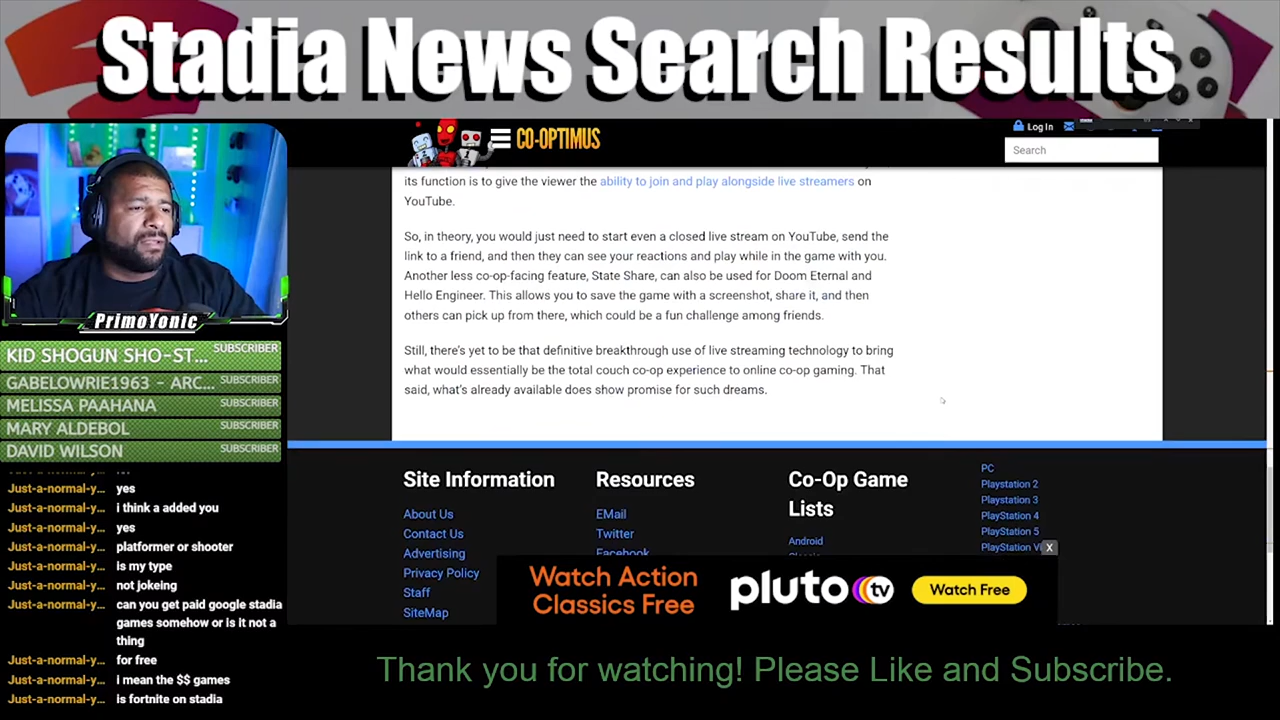 Stadia News Search Results
CO-OPTIMUS
Log In
Search
its function is to give the viewer the ability to join and play alongside live streamers on
YouTube.
So, in theory, you would just need to start even a closed live stream on YouTube, send the
link to a friend, and then they can see your reactions and play while in the game with you.
Another less co-op-facing feature, State Share, can also be used for Doom Eternal and
Hello Engineer. This allows you to save the game with a screenshot, share it, and then
others can pick up from there, which could be a fun challenge among friends.
Still, there's yet to be that definitive breakthrough use of live streaming technology to bring
what would essentially be the total couch co-op experience to online co-op gaming. That
said, what's already available does show promise for such dreams.
PrimoYonic
KID SHOGUN SHO-ST... SUBSCRIBER
GABELOWRIE1963 - ARC... SUBSCRIBER
MELISSA PAAHANA SUBSCRIBER
MARY ALDEBOL SUBSCRIBER
DAVID WILSON SUBSCRIBER
Just-a-normal-y... yes
Just-a-normal-y... i think a added you
Just-a-normal-y... yes
Just-a-normal-y... platformer or shooter
Just-a-normal-y... is my type
Just-a-normal-y... not jokeing
Just-a-normal-y... can you get paid google stadia
games somehow or is it not a
thing
Just-a-normal-y... for free
Just-a-normal-y... i mean the $$ games
Just-a-normal-y... is fortnite on stadia
Site Information
About Us
Contact Us
Advertising
Privacy Policy
Staff
SiteMap
Resources
EMail
Twitter
Facebook
Co-Op Game
Lists
Android
PC
Playstation 2
Playstation 3
PlayStation 4
PlayStation 5
X
Watch Action
Classics Free
pluto tv
Watch Free
Thank you for watching! Please Like and Subscribe.